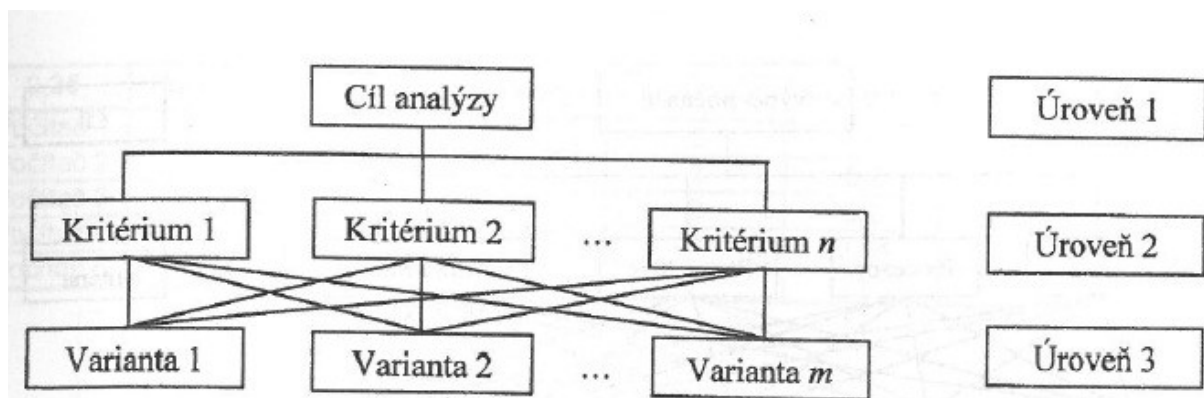 Cíl analýzy
Úroveň 1
Kritérium 1
Kritérium 2
...
Kritérium n
Úroveň 2
Varianta 1
Varianta 2
...
Varianta m
Úroveň 3